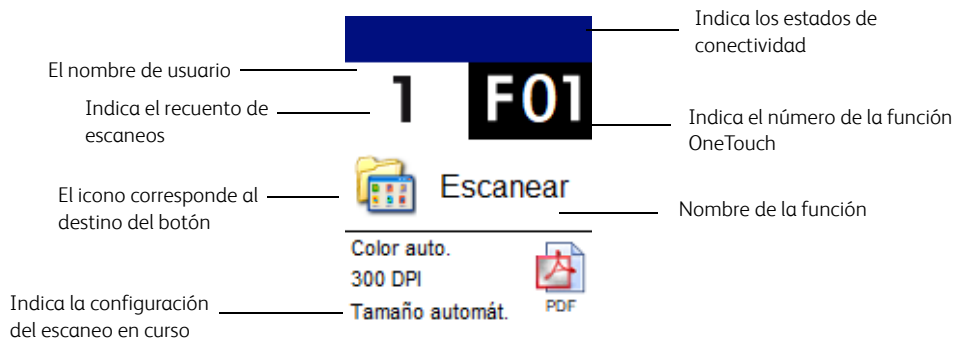 Indica los estados de
conectividad
El nombre de usuario
1
F01
Indica el recuento de
escaneos
Indica el número de la función
OneTouch
El icono corresponde al
destino del botón
Escanear
Nombre de la función
Color auto.
300 DPI
Tamaño automát.
PDF
Indica la configuración
del escaneo en curso